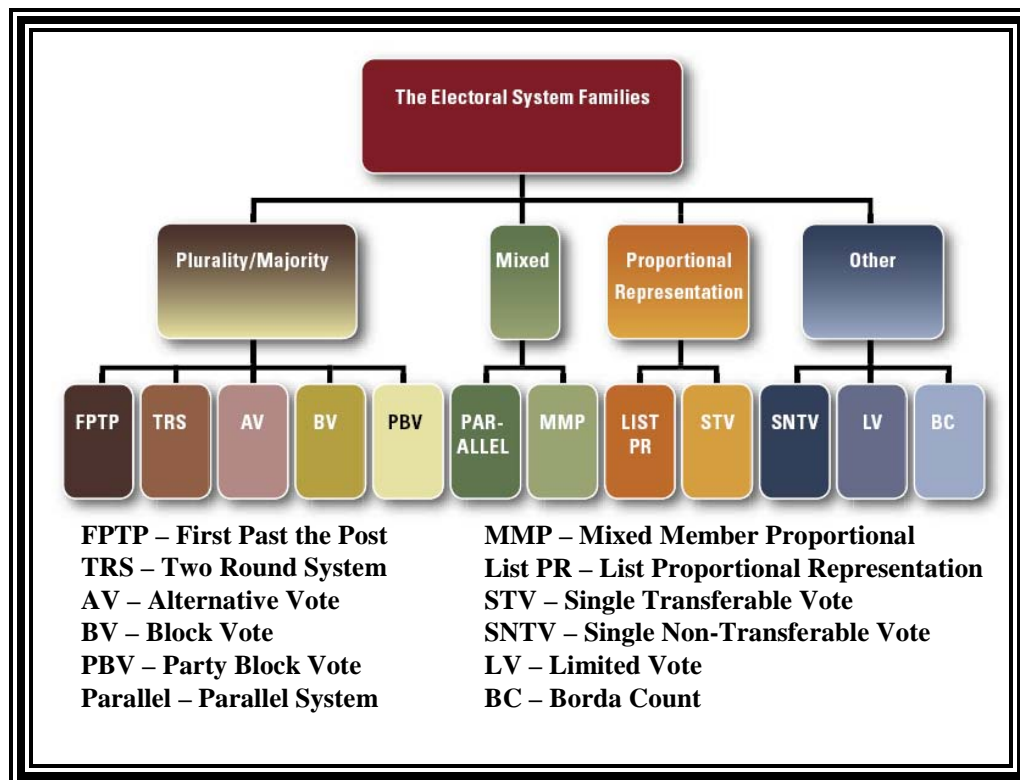 The Electoral System Families
Plurality/Majority
Mixed
Proportional
Representation
Other
FPTP
TRS
AV
BV
PBV
PAR-
ALLEL
MMP
LIST
PR
STV
SNTV
LV
BC
FPTP – First Past the Post
TRS – Two Round System
AV – Alternative Vote
BV – Block Vote
PBV – Party Block Vote
Parallel – Parallel System
MMP – Mixed Member Proportional
List PR – List Proportional Representation
STV – Single Transferable Vote
SNTV – Single Non-Transferable Vote
LV – Limited Vote
BC – Borda Count